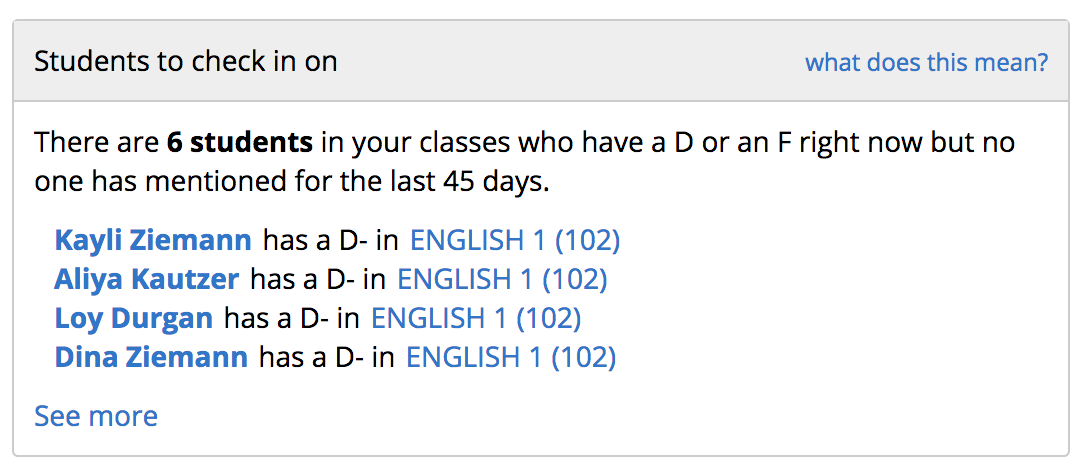 Students to check in on
what does this mean?
There are 6 students in your classes who have a D or an F right now but no
one has mentioned for the last 45 days.
Kayli Ziemann has a D- in ENGLISH 1 (102)
Aliya Kautzer has a D- in ENGLISH 1 (102)
Loy Durgan has a D- in ENGLISH 1 (102)
Dina Ziemann has a D- in ENGLISH 1 (102)
See more